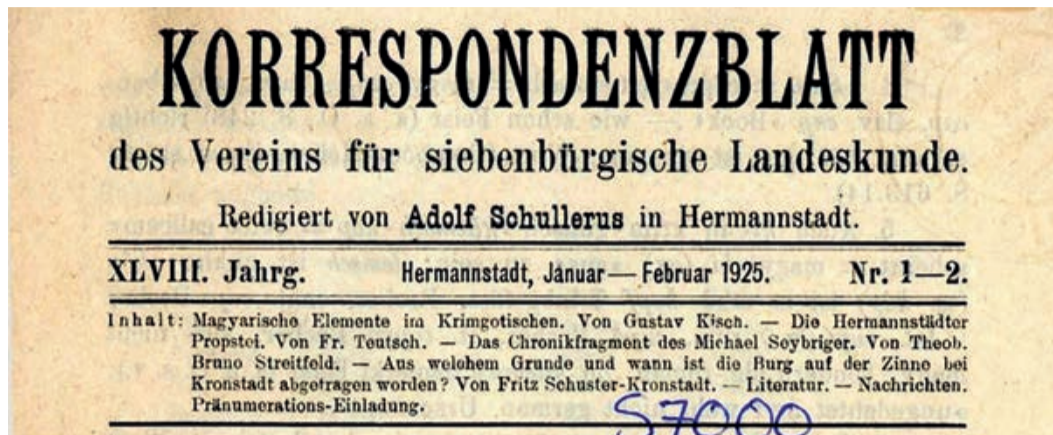 KORRESPONDENZBLATT
des Vereins für siebenbürgische Landeskunde.
Redigiert von Adolf Schullerus in Hermannstadt.
XLVIII. Jahrg. Hermannstadt, Januar — Februar 1925. Nr. 1—2.
Inhalt: Magyarische Elemente im Krimgotischen. Von Gustav Kisch. — Die Hermannstädter
Propstei. Von Fr. Teutsch. — Das Chronikfragment des Michael Seybriger. Von Theob.
Bruno Streitfeld. — Aus welchem Grunde und wann ist die Burg auf der Zinne bei
Kronstadt abgetragen worden? Von Fritz Schuster-Kronstadt. — Literatur. — Nachrichten.
Pränumerations-Einladung.
57000